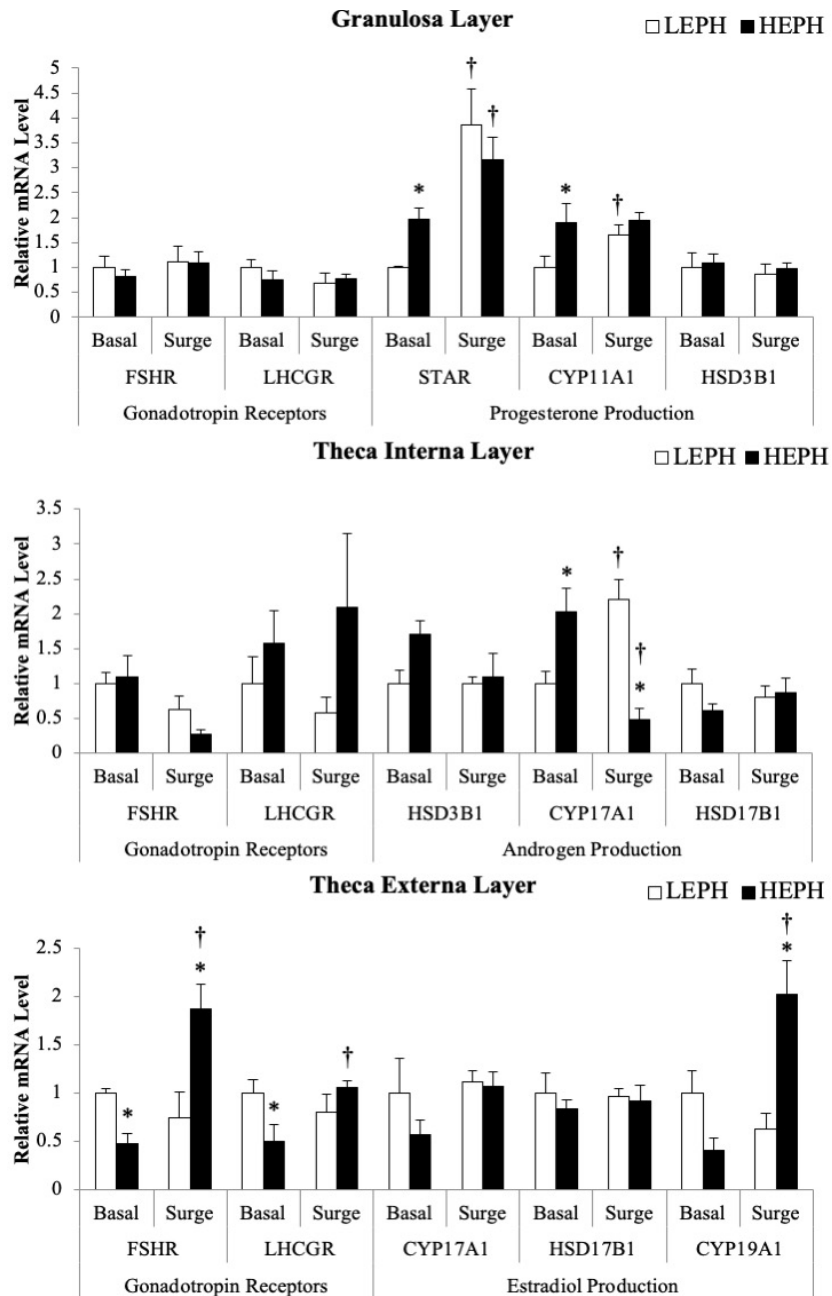 Granulosa Layer
LEPH HEPH
Relative mRNA Level
5
4.5
4
3.5
3
2.5
2
1.5
1
0.5
0
† † * * †
Basal Surge Basal Surge Basal Surge Basal Surge Basal Surge
FSHR LHCGR STAR CYP11A1 HSD3B1
Gonadotropin Receptors Progesterone Production
Theca Interna Layer
LEPH HEPH
Relative mRNA Level
3.5
3
2.5
2
1.5
1
0.5
0
* † † *
Basal Surge Basal Surge Basal Surge Basal Surge Basal Surge
FSHR LHCGR HSD3B1 CYP17A1 HSD17B1
Gonadotropin Receptors Androgen Production
Theca Externa Layer
LEPH HEPH
Relative mRNA Level
2.5
2
1.5
1
0.5
0
* † * * † † *
Basal Surge Basal Surge Basal Surge Basal Surge Basal Surge
FSHR LHCGR CYP17A1 HSD17B1 CYP19A1
Gonadotropin Receptors Estradiol Production